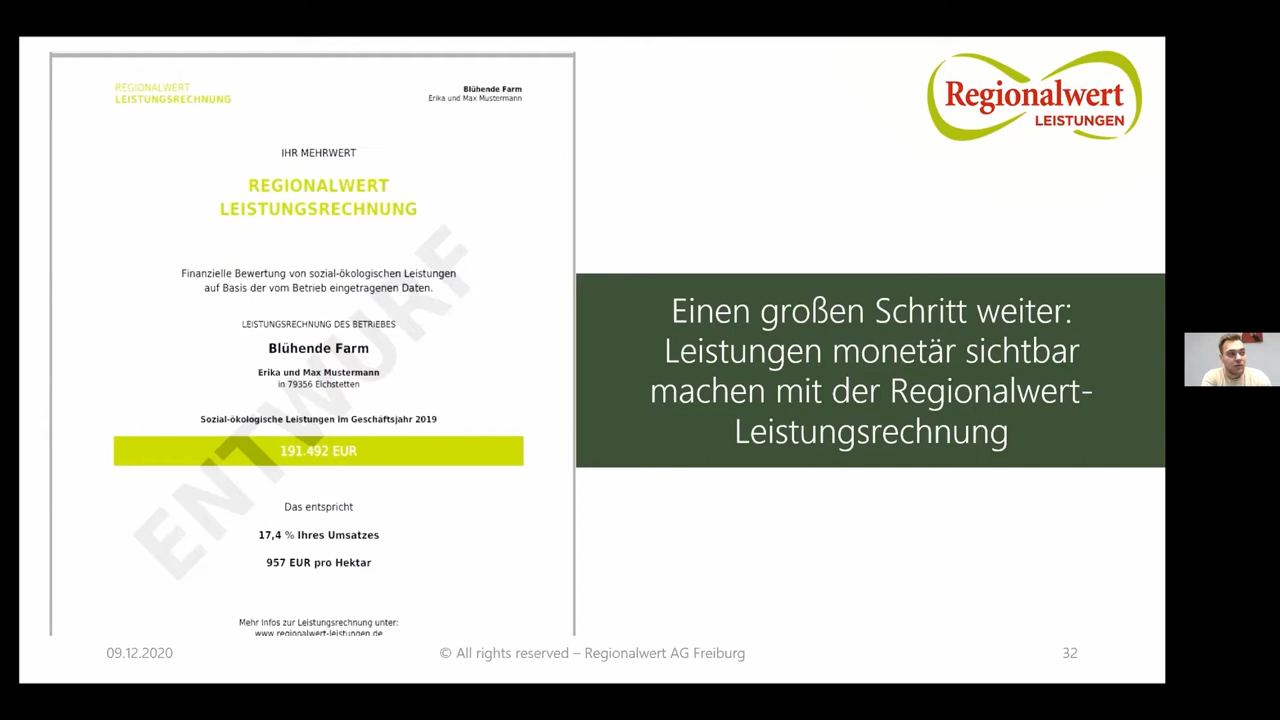 REGIONALWERT
LEISTUNGSRECHNUNG
Blühende Farm
Erika und Max Mustermann
IHR MEHRWERT
REGIONALWERT
LEISTUNGSRECHNUNG
Finanzielle Bewertung von sozial-ökologischen Leistungen
auf Basis der vom Betrieb eingetragenen Daten.
LEISTUNGSRECHNUNG DES BETRIEBES
Blühende Farm
Erika und Max Mustermann
in 79356 Eichstetten
Sozial-ökologische Leistungen im Geschäftsjahr 2019
191.492 EUR
Das entspricht
17,4 % Ihres Umsatzes
957 EUR pro Hektar
Mehr Infos zur Leistungsrechnung unter:
www.regionalwert-leistungen.de
ENTWURF
Regionalwert
LEISTUNGEN
Einen großen Schritt weiter:
Leistungen monetär sichtbar
machen mit der Regionalwert-
Leistungsrechnung
09.12.2020
© All rights reserved – Regionalwert AG Freiburg
32